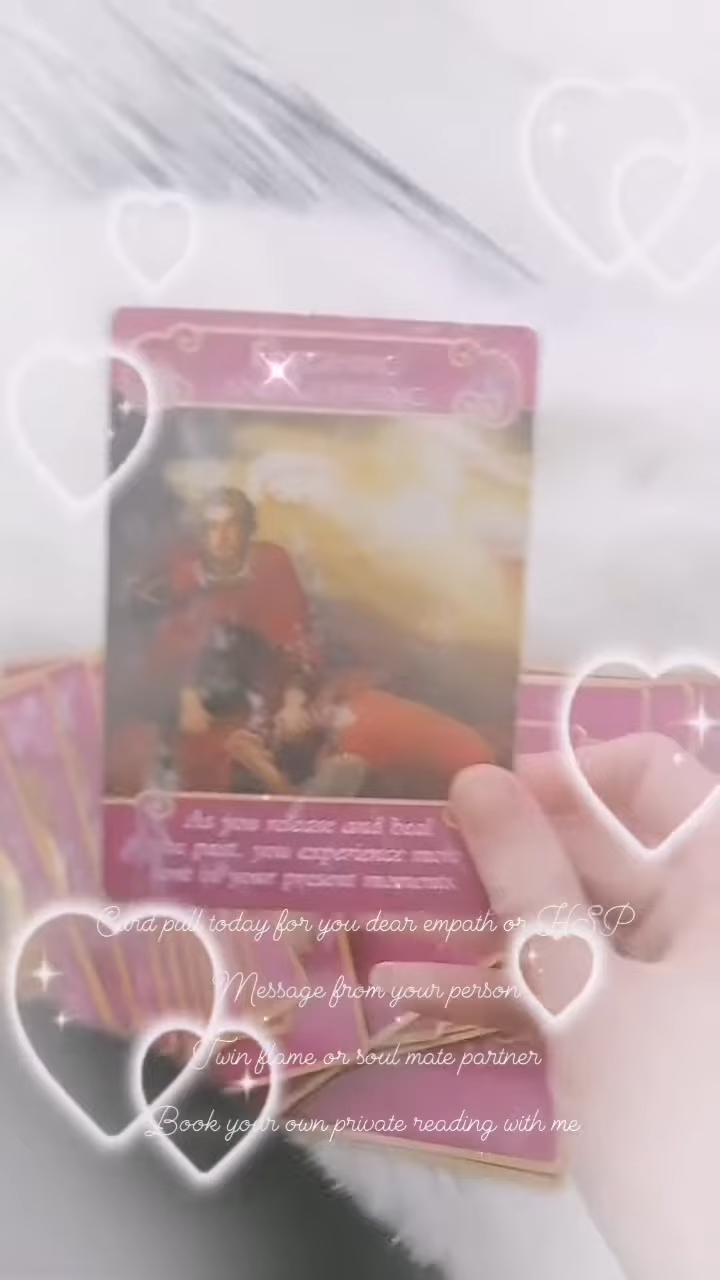 As you release and heal
past, you experience more
love in your present moments.
Card pull today for you dear empath or HSP
Message from your person
Twin flame or soul mate partner
Book your own private reading with me